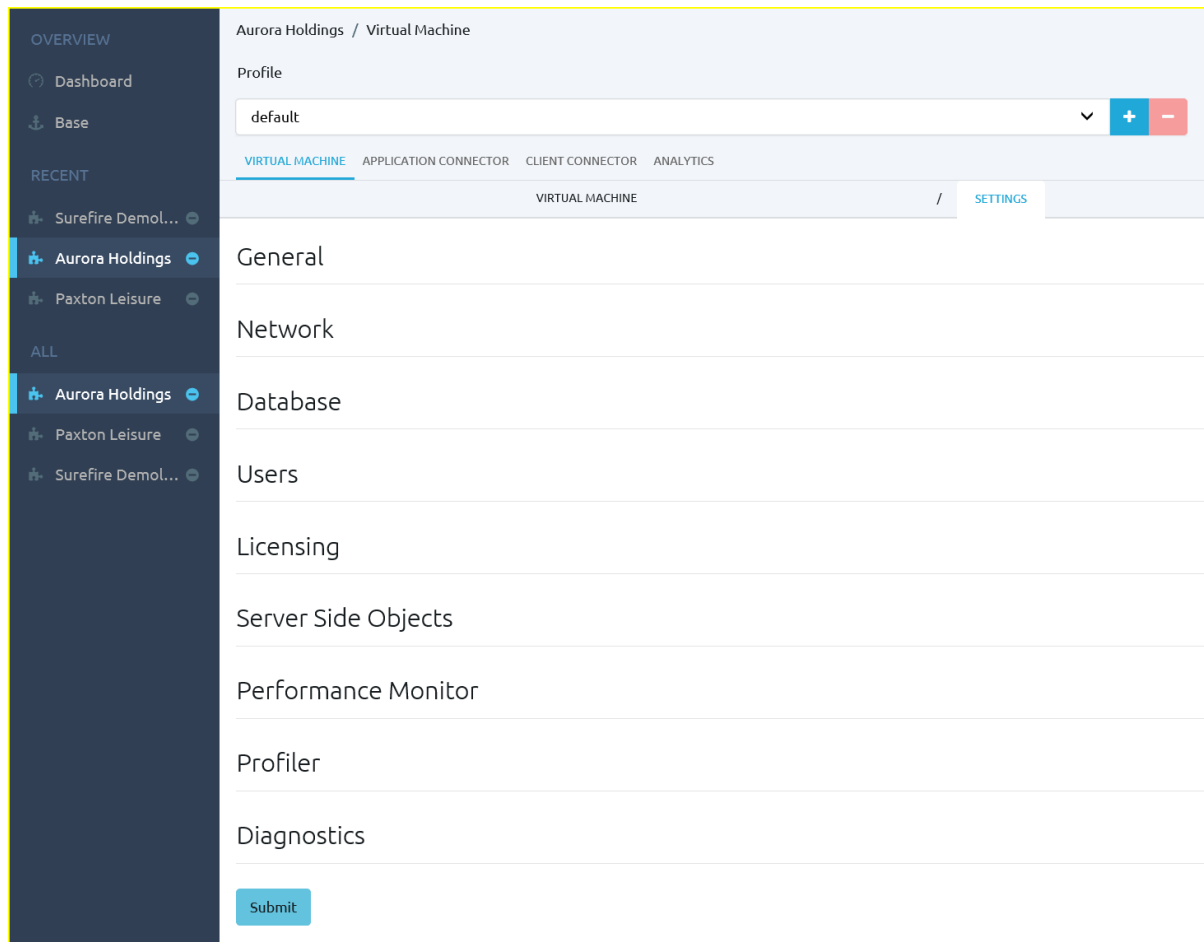 OVERVIEW
Dashboard
Base
RECENT
Surefire Demol...
Aurora Holdings
Paxton Leisure
ALL
Aurora Holdings
Paxton Leisure
Surefire Demol...
Aurora Holdings / Virtual Machine
Profile
default
VIRTUAL MACHINE APPLICATION CONNECTOR CLIENT CONNECTOR ANALYTICS
VIRTUAL MACHINE / SETTINGS
General
Network
Database
Users
Licensing
Server Side Objects
Performance Monitor
Profiler
Diagnostics
Submit